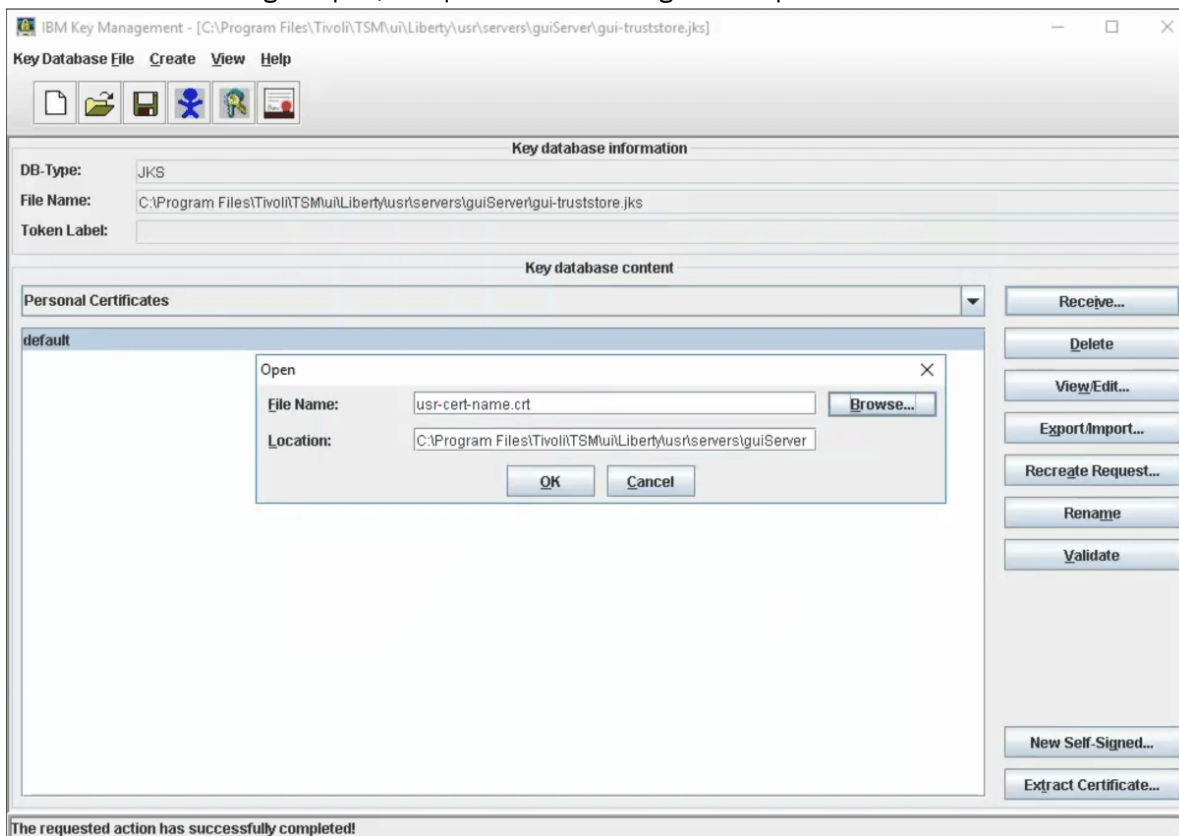 IBM Key Management - [C:\Program Files\Tivoli\TSM\ui\Liberty\usr\servers\guiServer\gui-truststore.jks]
Key Database File Create View Help
Key database information
DB-Type: JKS
File Name: C:\Program Files\Tivoli\TSM\ui\Liberty\usr\servers\guiServer\gui-truststore.jks
Token Label:
Key database content
Personal Certificates
Receive...
default
Delete
Open
View/Edit...
File Name: usr-cert-name.crt Browse...
Export/Import...
Location: C:\Program Files\Tivoli\TSM\ui\Liberty\usr\servers\guiServer
Recreate Request...
OK Cancel
Rename
Validate
New Self-Signed...
Extract Certificate...
The requested action has successfully completed!